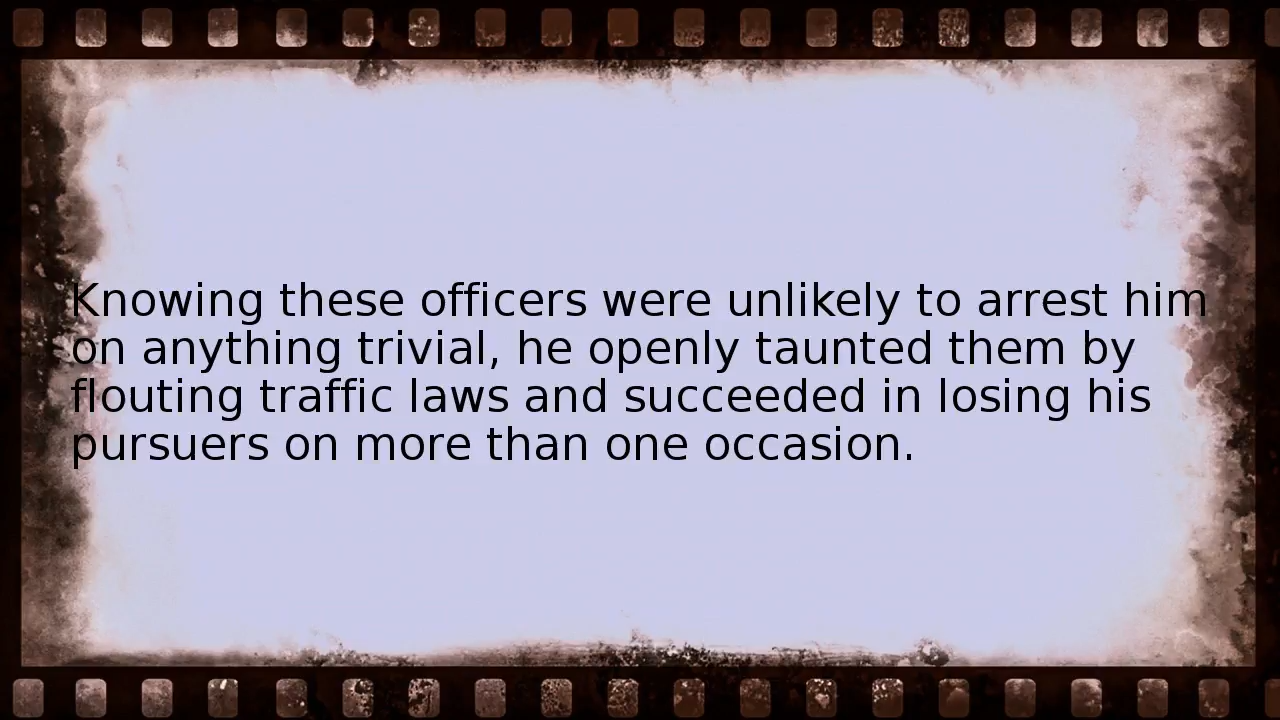 Knowing these officers were unlikely to arrest him
on anything trivial, he openly taunted them by
flouting traffic laws and succeeded in losing his
pursuers on more than one occasion.